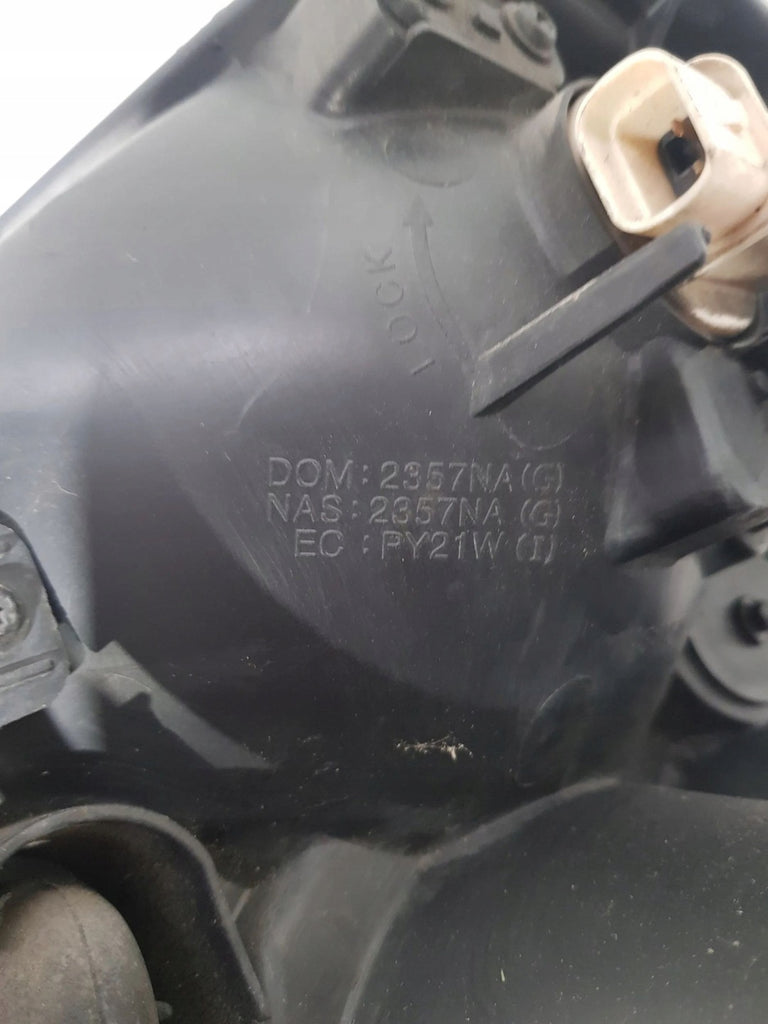 LOCK
DOM: 2357NA(G)
NAS: 2357NA (G)
EC : PY21W (I)